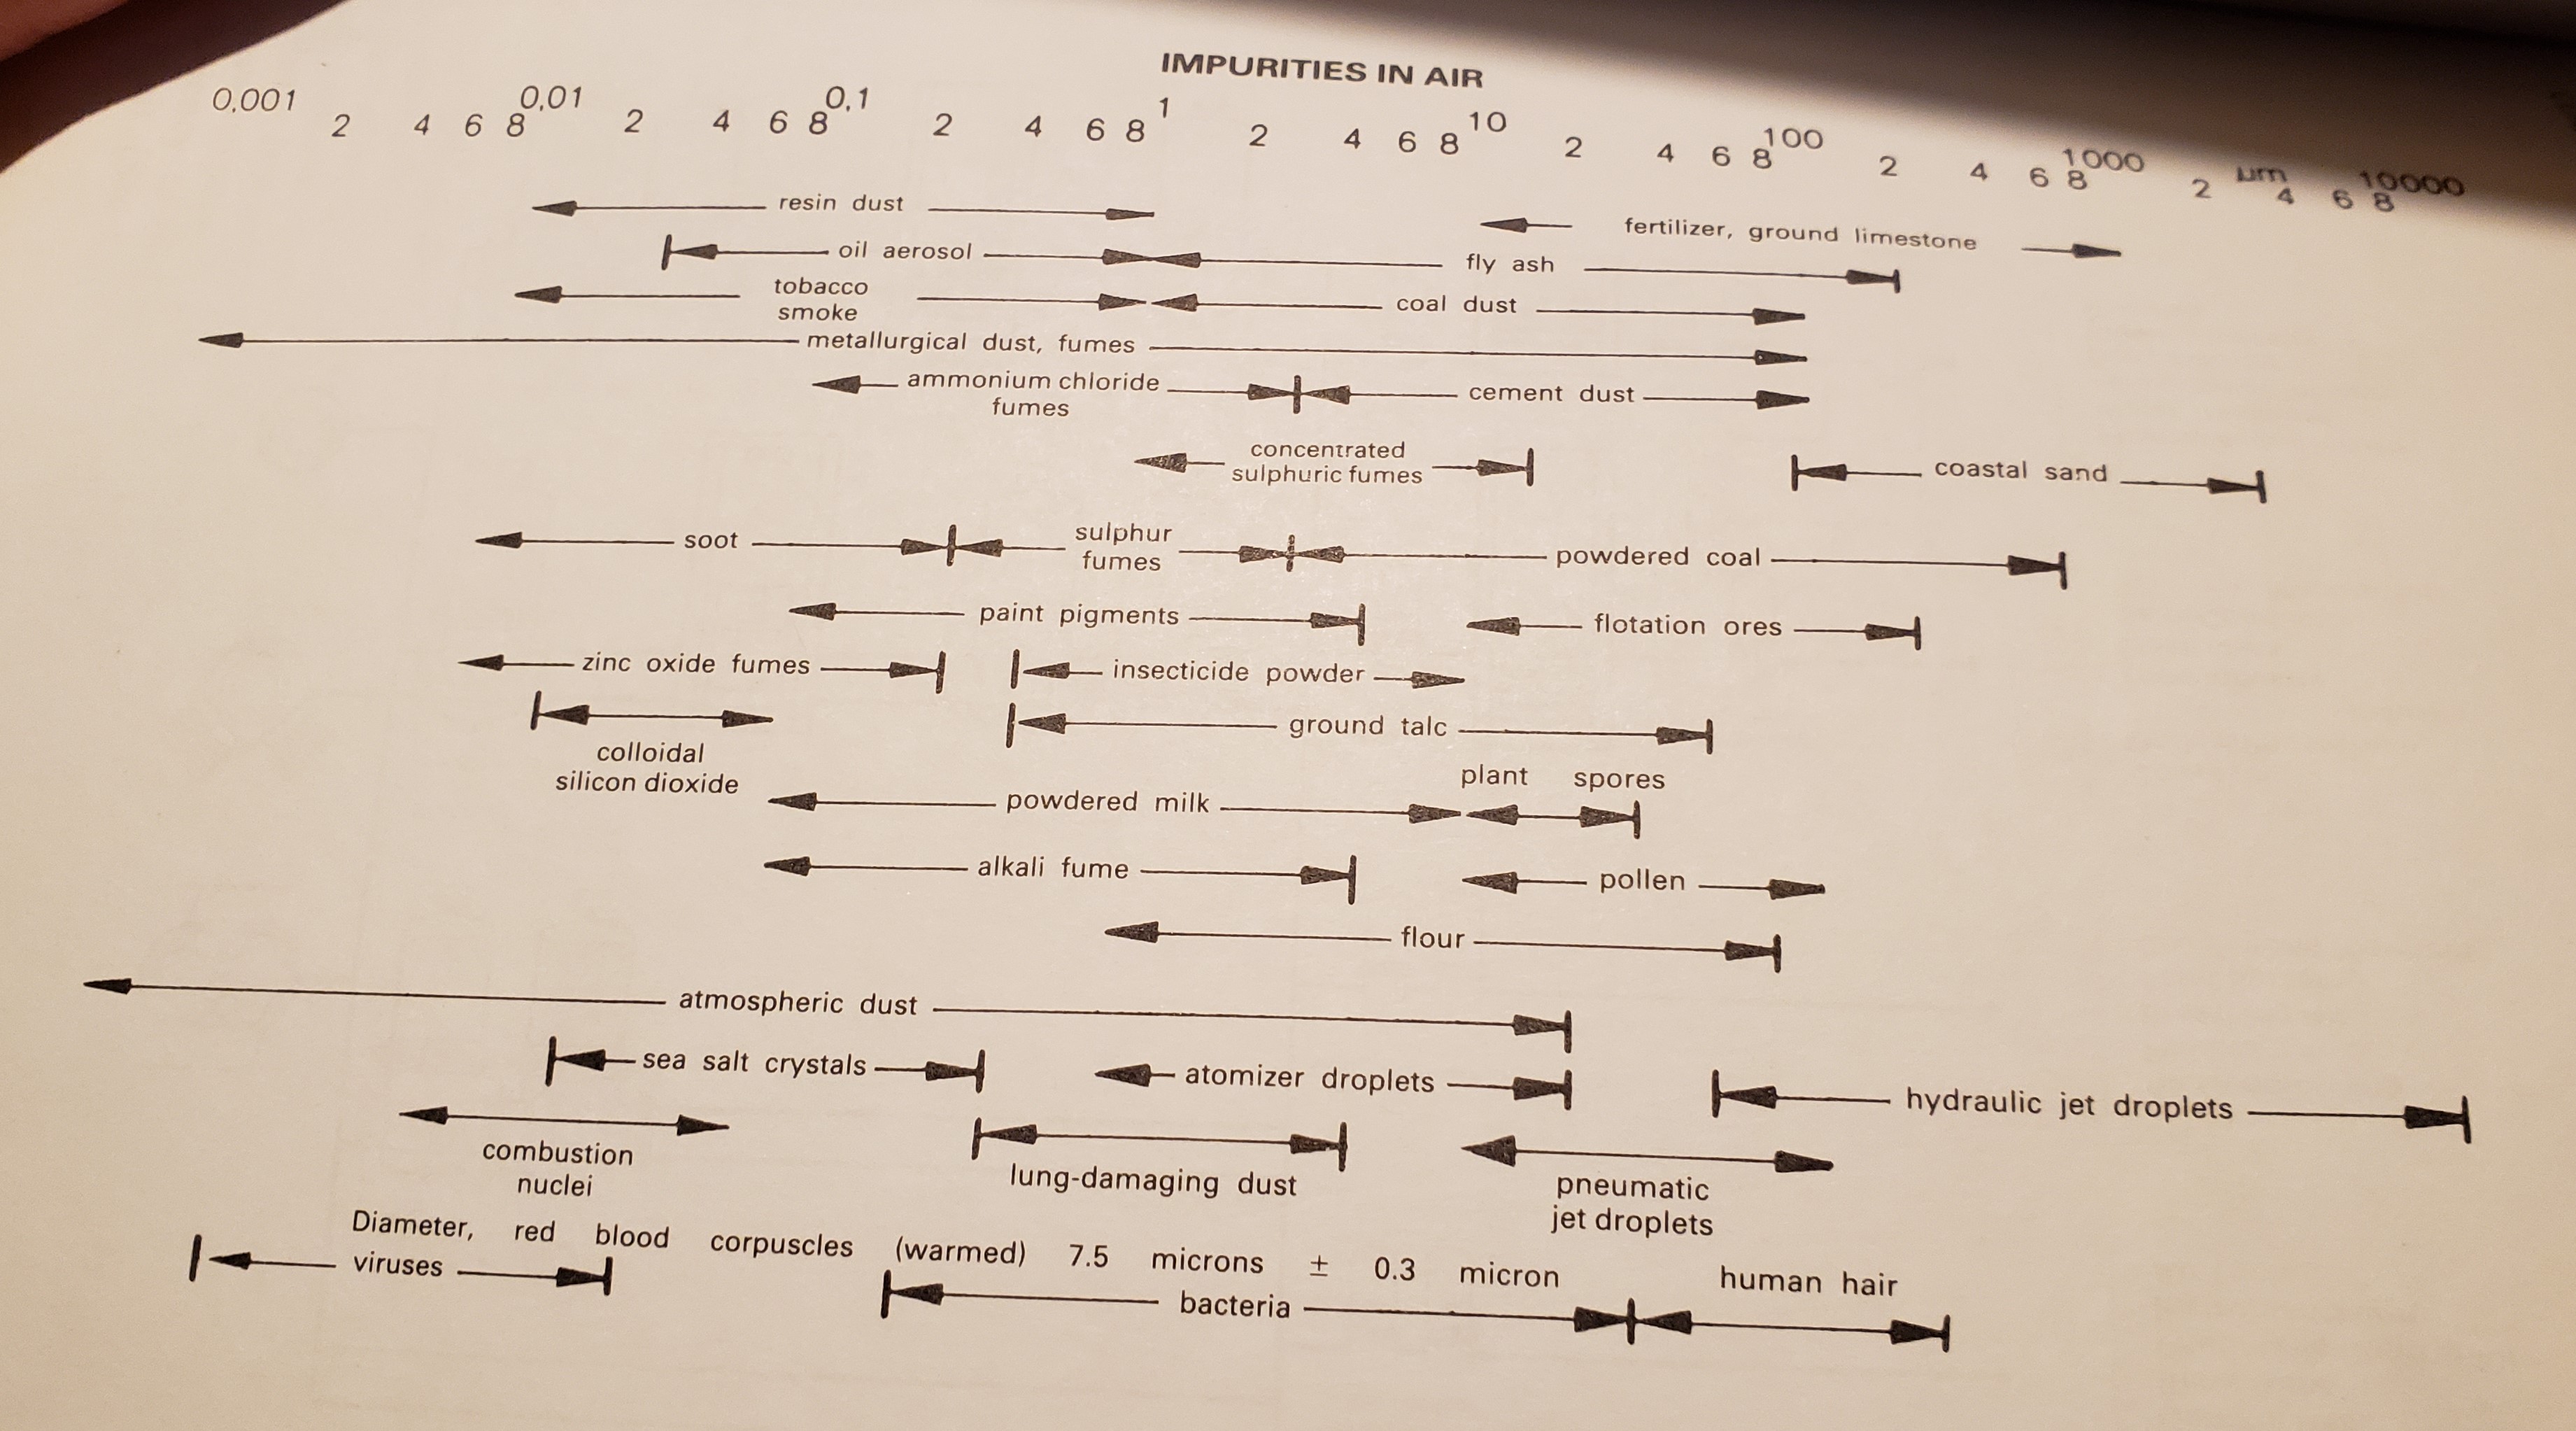 IMPURITIES IN AIR
0,001 2 4 6 8 0,01 2 4 6 8 0,1 2 4 6 8 1 2 4 6 8 10 2 4 6 8 100 2 4 6 8 1000 2 µm 4 6 8 10000
resin dust
fertilizer, ground limestone
oil aerosol
fly ash
tobacco
smoke
coal dust
metallurgical dust, fumes
ammonium chloride
fumes
cement dust
concentrated
sulphuric fumes
coastal sand
soot
sulphur
fumes
powdered coal
paint pigments
flotation ores
zinc oxide fumes
insecticide powder
colloidal
silicon dioxide
ground talc
plant spores
powdered milk
alkali fume
pollen
flour
atmospheric dust
sea salt crystals
atomizer droplets
hydraulic jet droplets
combustion
nuclei
lung-damaging dust
pneumatic
jet droplets
Diameter, red blood corpuscles (warmed) 7.5 microns ± 0.3 micron
viruses
bacteria
human hair